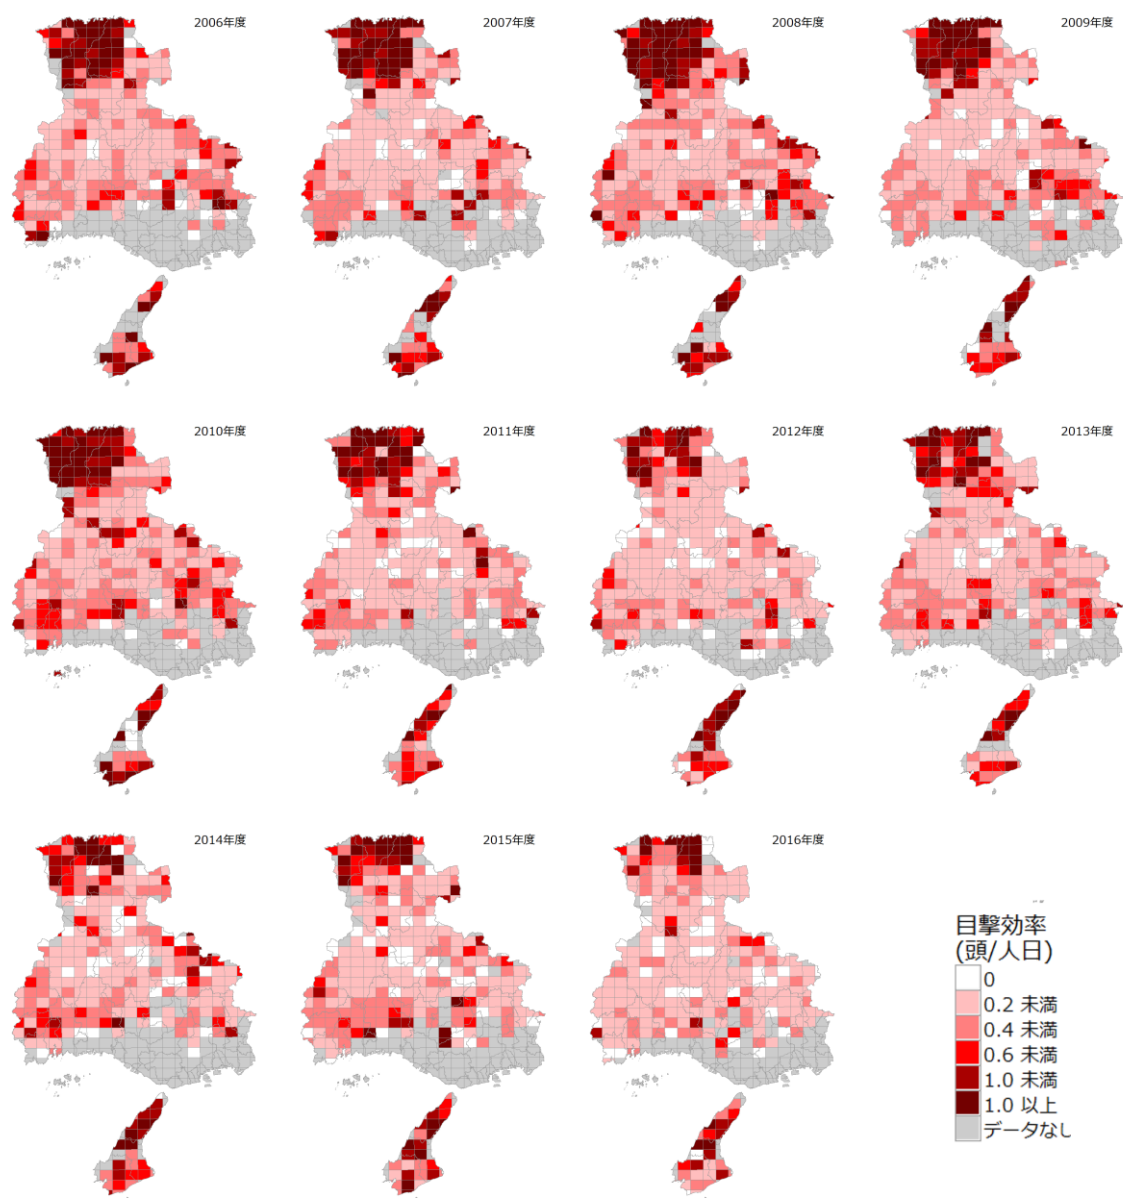 2006年度
2007年度
2008年度
2009年度
2010年度
2011年度
2012年度
2013年度
2014年度
2015年度
2016年度
目撃効率
(頭/人日)
0
0.2 未満
0.4 未満
0.6 未満
1.0 未満
1.0 以上
データなし